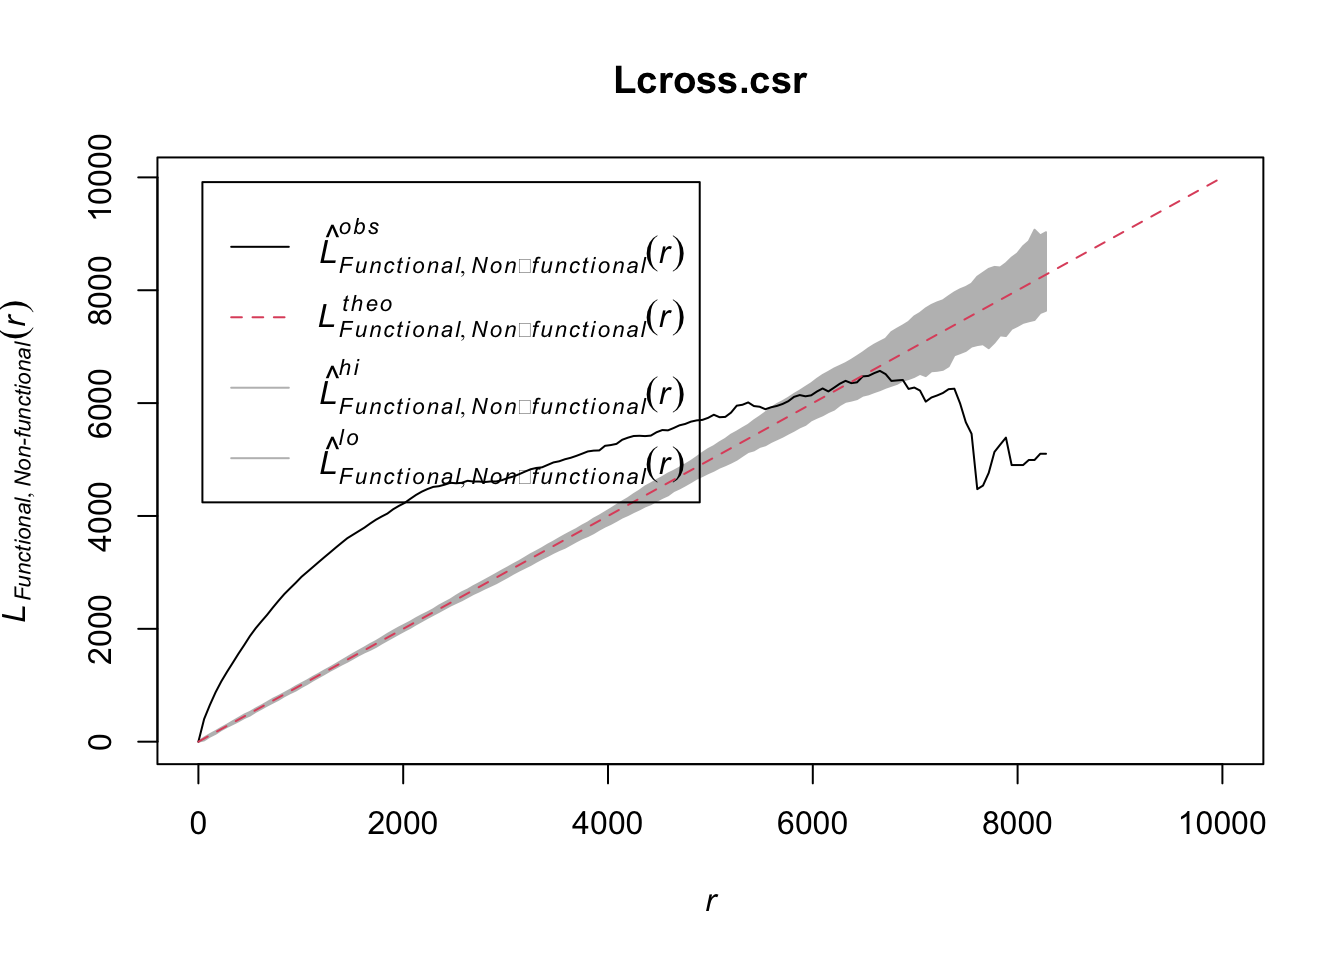 Lcross.csr
L̂ obs Functional, Non□functional (r)
L theo Functional, Non□functional (r)
L̂ hi Functional, Non□functional (r)
L̂ lo Functional, Non□functional (r)
L Functional, Non-functional (r)
10000
8000
6000
4000
2000
0
0 2000 4000 6000 8000 10000
r